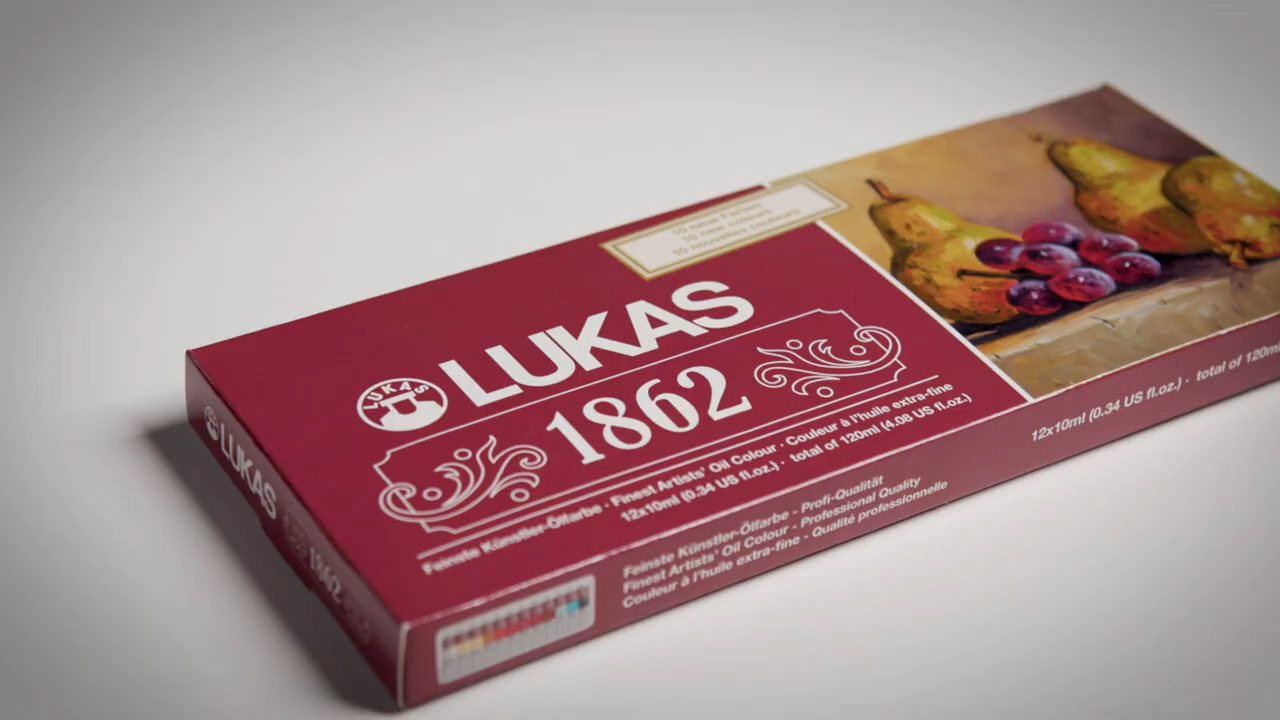 10 neue Farben
10 new colours
10 nouvelles couleurs
LUKAS
LUKAS
1862
Feinste Künstler-Ölfarbe · Finest Artists' Oil Colour · Couleur à l'huile extra-fine
12x10ml (0.34 US fl.oz.) · total of 120ml (4.08 US fl.oz.)
LUKAS
1862
Feinste Künstler-Ölfarbe - Profi-Qualität
Finest Artists' Oil Colour - Professional Quality
Couleur à l'huile extra-fine - Qualité professionnelle
12x10ml (0.34 US fl.oz.) · total of 120ml